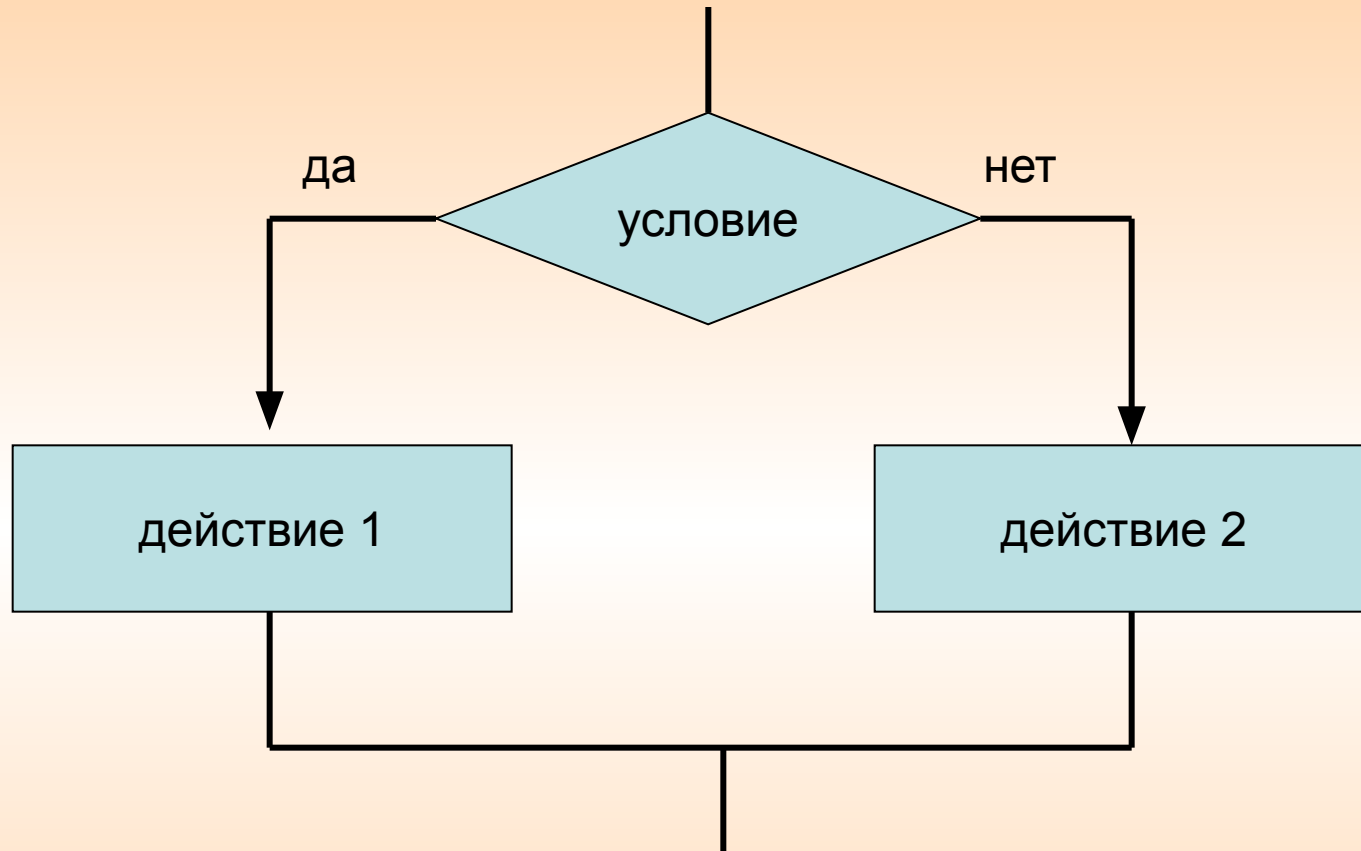 да
нет
условие
действие 1
действие 2